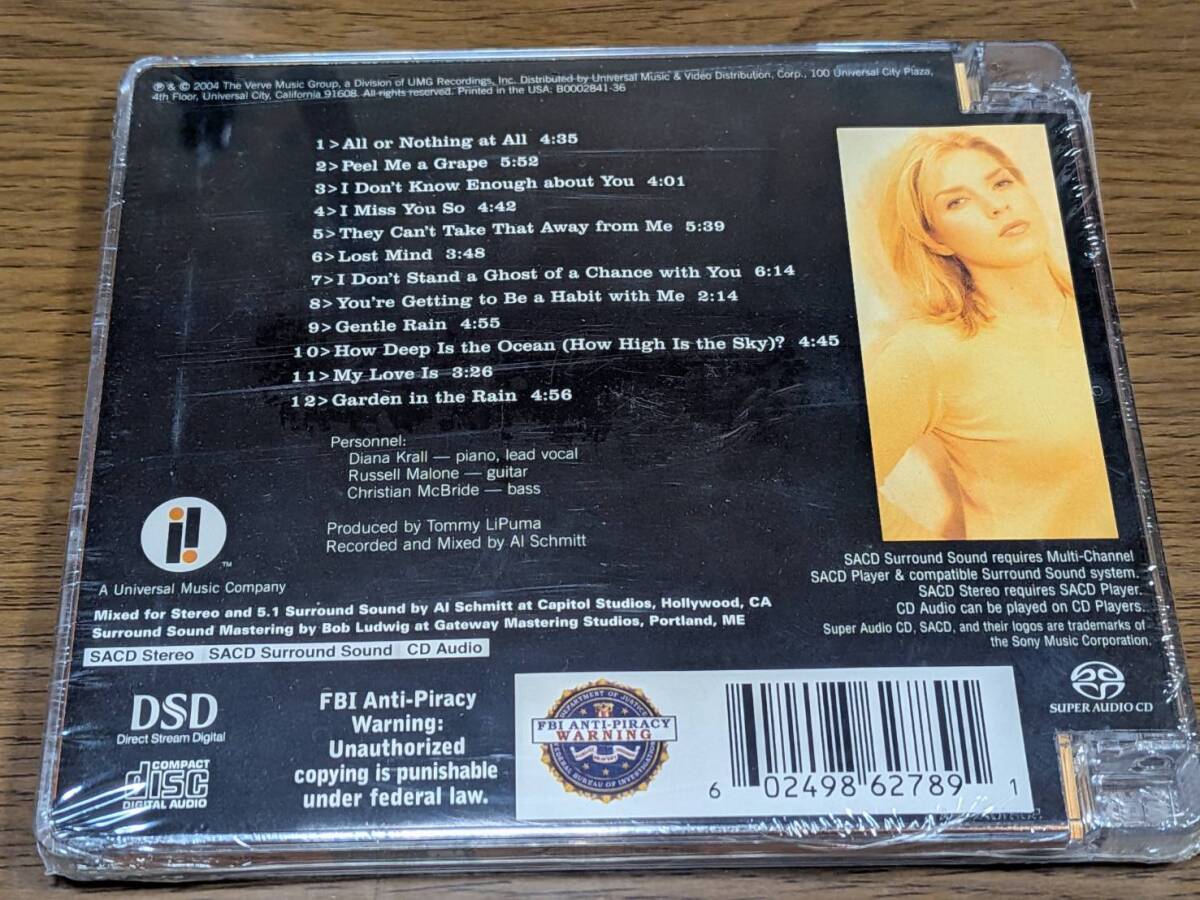 ℗ & © 2004 The Verve Music Group, a Division of UMG Recordings, Inc. Distributed by Universal Music & Video Distribution, Corp., 100 Universal City Plaza,
4th Floor, Universal City, California 91608. All rights reserved. Printed in the USA: B0002841-36
1> All or Nothing at All 4:35
2> Peel Me a Grape 5:52
3> I Don't Know Enough about You 4:01
4> I Miss You So 4:42
5> They Can't Take That Away from Me 5:39
6> Lost Mind 3:48
7> I Don't Stand a Ghost of a Chance with You 6:14
8> You're Getting to Be a Habit with Me 2:14
9> Gentle Rain 4:55
10> How Deep Is the Ocean (How High Is the Sky)? 4:45
11> My Love Is 3:26
12> Garden in the Rain 4:56
Personnel:
Diana Krall — piano, lead vocal
Russell Malone — guitar
Christian McBride — bass
Produced by Tommy LiPuma
Recorded and Mixed by Al Schmitt
i! ™
A Universal Music Company
Mixed for Stereo and 5.1 Surround Sound by Al Schmitt at Capitol Studios, Hollywood, CA
Surround Sound Mastering by Bob Ludwig at Gateway Mastering Studios, Portland, ME
SACD Stereo SACD Surround Sound CD Audio
SACD Surround Sound requires Multi-Channel
SACD Player & compatible Surround Sound system.
SACD Stereo requires SACD Player.
CD Audio can be played on CD Players.
Super Audio CD, SACD, and their logos are trademarks of
the Sony Music Corporation.
SUPER AUDIO CD
DSD
Direct Stream Digital
COMPACT
disc
DIGITAL AUDIO
FBI Anti-Piracy
Warning:
Unauthorized
copying is punishable
under federal law.
DEPARTMENT OF JUSTICE
FBI ANTI-PIRACY
WARNING
FEDERAL BUREAU OF INVESTIGATION
6 02498 62789 1